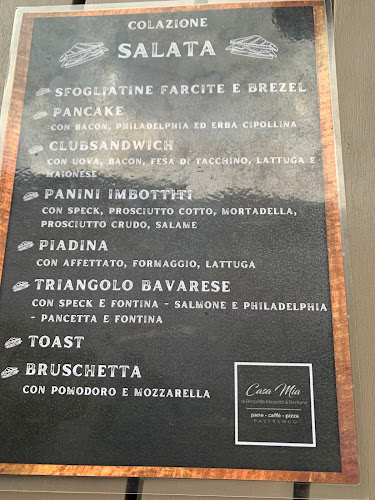 COLAZIONE
SALATA
SFOGLIATINE FARCITE E BREZEL
PANCAKE
CON BACON, PHILADELPHIA ED ERBA CIPOLLINA
CLUBSANDWICH
CON UOVA, BACON, FESA DI TACCHINO, LATTUGA E
MAIONESE
PANINI IMBOTTITI
CON SPECK, PROSCIUTTO COTTO, MORTADELLA,
PROSCIUTTO CRUDO, SALAME
PIADINA
CON AFFETTATO, FORMAGGIO, LATTUGA
TRIANGOLO BAVARESE
CON SPECK E FONTINA - SALMONE E PHILADELPHIA
- PANCETTA E FONTINA
TOAST
BRUSCHETTA
CON POMODORO E MOZZARELLA
Casa Mia
pane - caffè - pizza
PASTRENGO